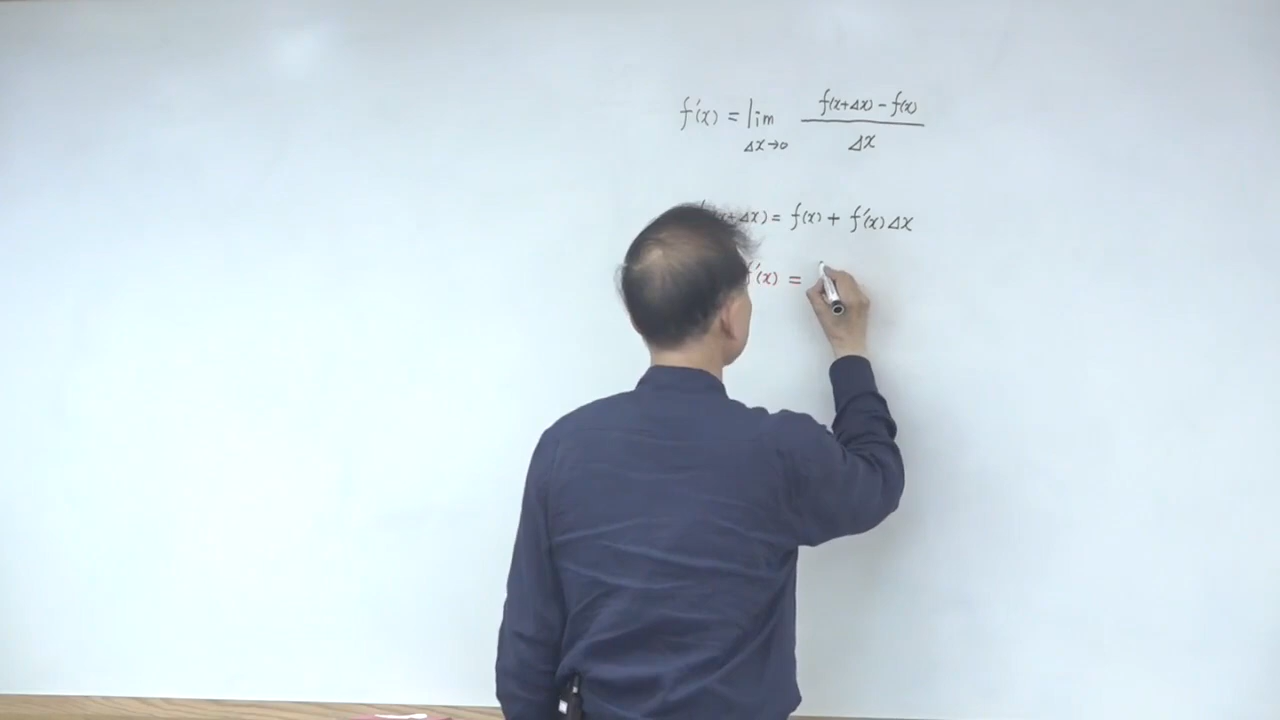 f'(x) = lim Δx→0 f(x+Δx) - f(x) / Δx
Δx) = f(x) + f'(x)Δx
f'(x) =